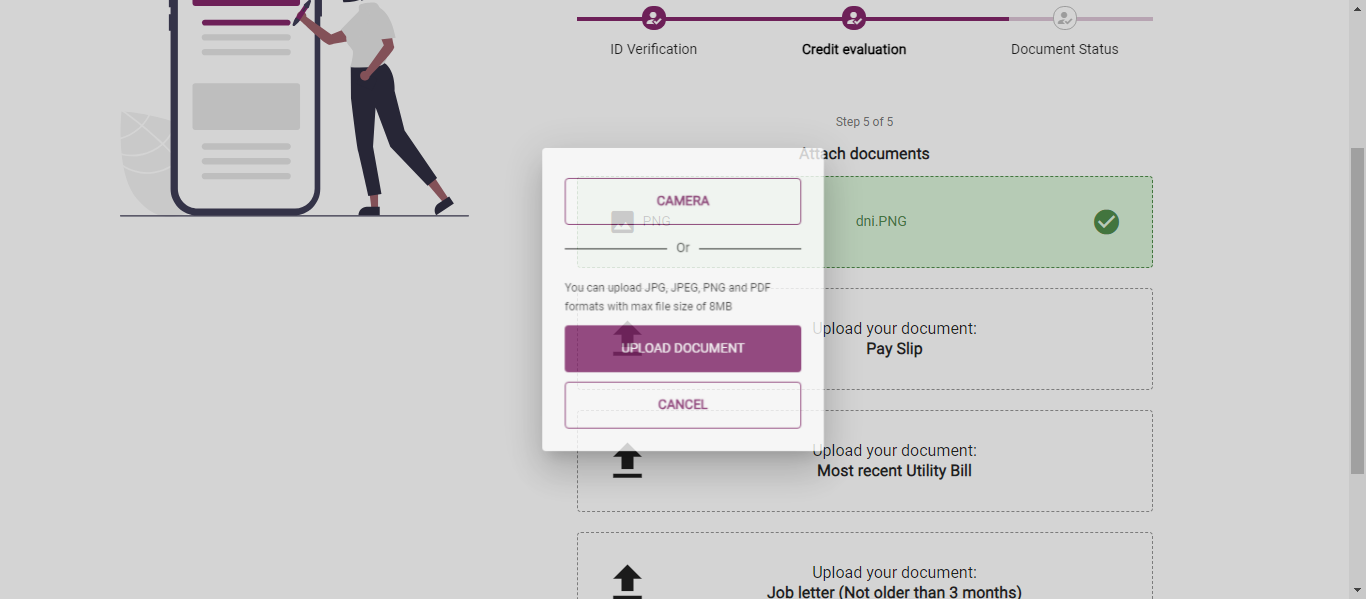 ID Verification
Credit evaluation
Document Status
Step 5 of 5
Attach documents
CAMERA
PNG
dni.PNG
Or
You can upload JPG, JPEG, PNG and PDF
formats with max file size of 8MB
UPLOAD DOCUMENT
CANCEL
Upload your document:
Pay Slip
Upload your document:
Most recent Utility Bill
Upload your document:
Job letter (Not older than 3 months)